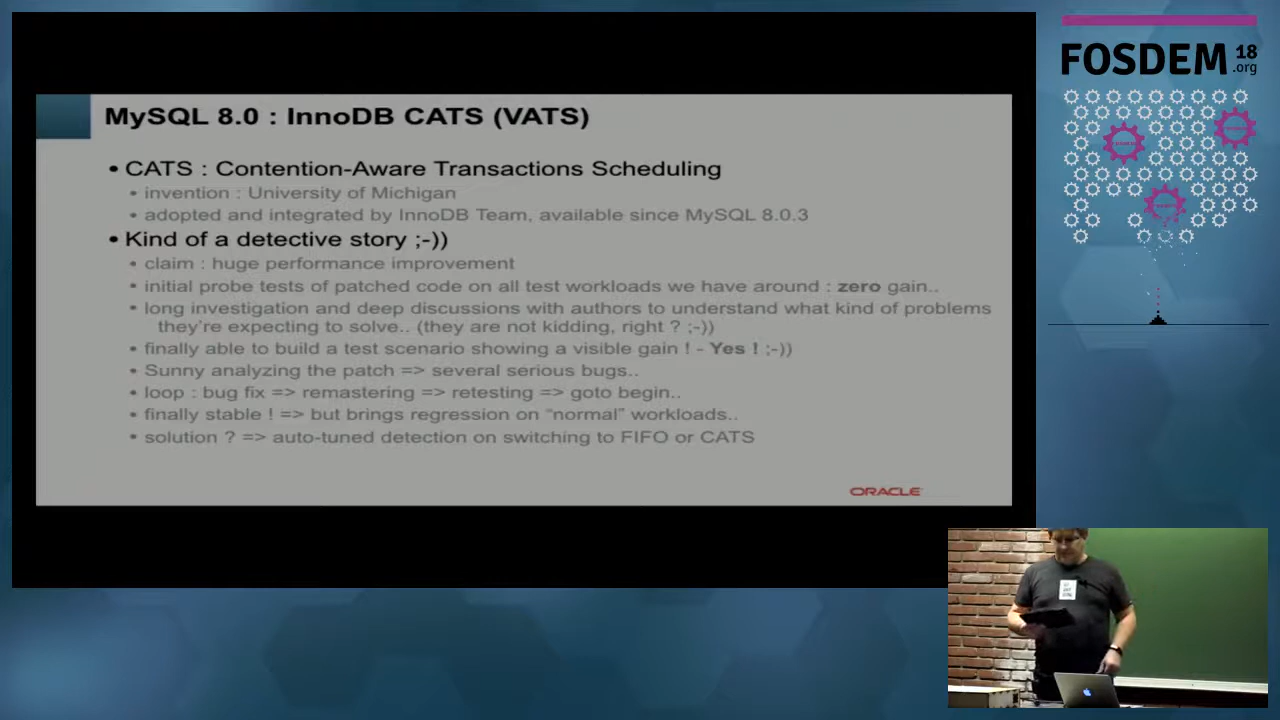 MySQL 8.0 : InnoDB CATS (VATS)
• CATS : Contention-Aware Transactions Scheduling
• invention : University of Michigan
• adopted and integrated by InnoDB Team, available since MySQL 8.0.3
• Kind of a detective story ;-))
• claim : huge performance improvement
• initial probe tests of patched code on all test workloads we have around : zero gain..
• long investigation and deep discussions with authors to understand what kind of problems
they're expecting to solve.. (they are not kidding, right ? ;-))
• finally able to build a test scenario showing a visible gain ! - Yes ! ;-))
• Sunny analyzing the patch => several serious bugs..
• loop : bug fix => remastering => retesting => goto begin..
• finally stable ! => but brings regression on “normal” workloads..
• solution ? => auto-tuned detection on switching to FIFO or CATS
ORACLE
FOSDEM 18
.org